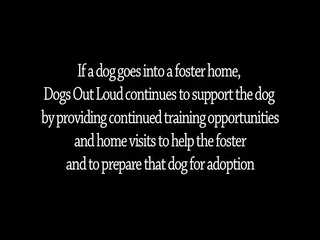 If a dog goes into a foster home,
Dogs Out Loud continues to support the dog
by providing continued training opportunities
and home visits to help the foster
and to prepare that dog for adoption